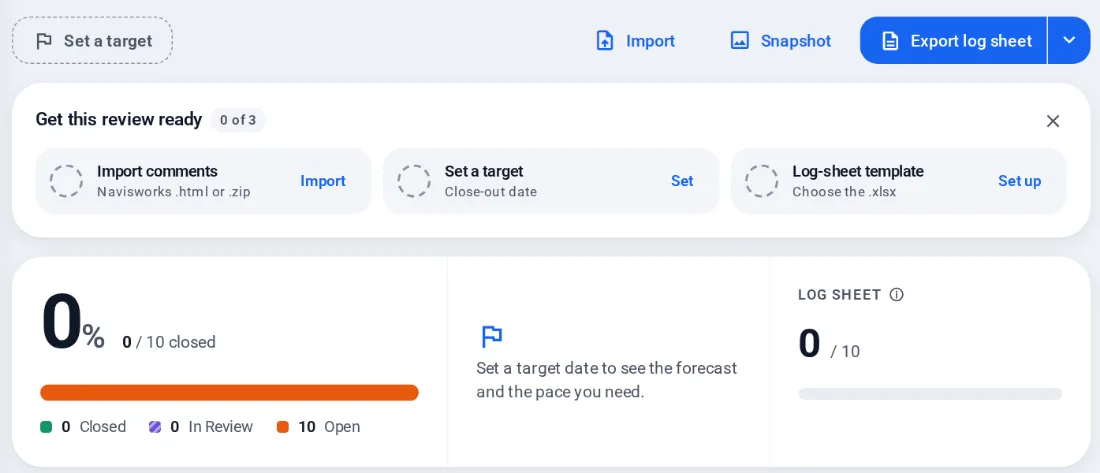 Set a target
Import
Snapshot
Export log sheet
Get this review ready 0 of 3
Import comments
Navisworks .html or .zip
Import
Set a target
Close-out date
Set
Log-sheet template
Choose the .xlsx
Set up
0% 0 / 10 closed
0 Closed 0 In Review 10 Open
Set a target date to see the forecast
and the pace you need.
LOG SHEET
0 / 10